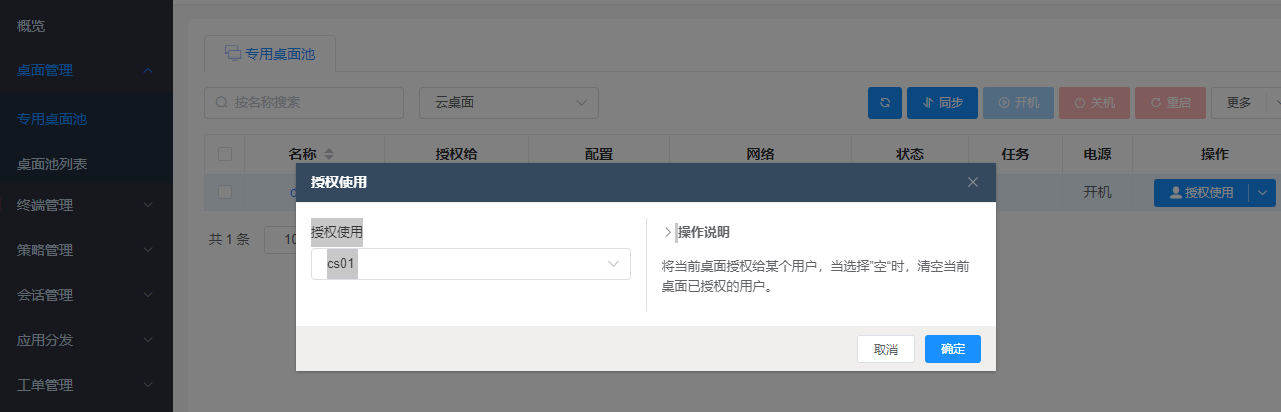 概览
桌面管理
专用桌面池
桌面池列表
终端管理
策略管理
会话管理
应用分发
工单管理
专用桌面池
按名称搜索
云桌面
同步
开机
关机
重启
更多
名称
授权给
配置
网络
状态
任务
电源
操作
开机
授权使用
共 1 条
10
授权使用
授权使用
cs01
操作说明
将当前桌面授权给某个用户，当选择"空“时，清空当前
桌面已授权的用户。
取消
确定